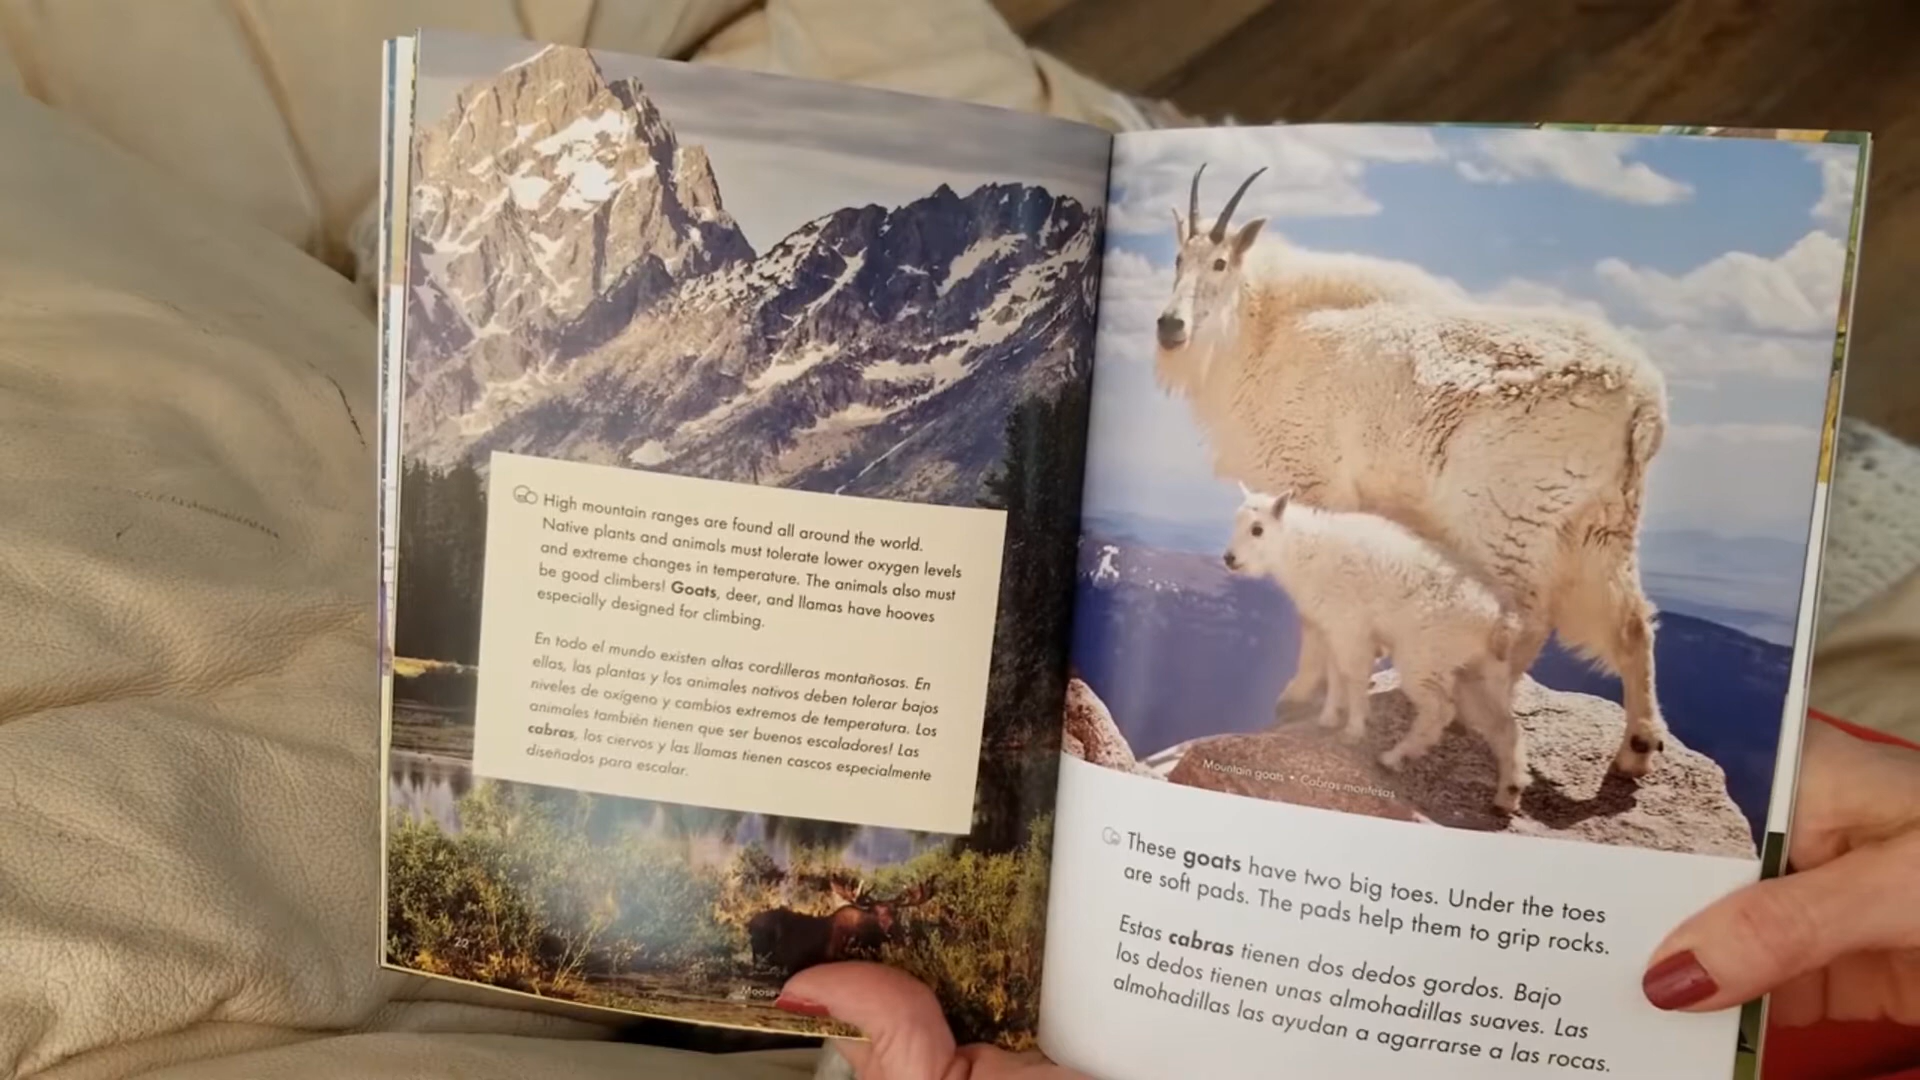 High mountain ranges are found all around the world.
Native plants and animals must tolerate lower oxygen levels
and extreme changes in temperature. The animals also must
be good climbers! Goats, deer, and llamas have hooves
especially designed for climbing.
En todo el mundo existen altas cordilleras montañosas. En
ellas, las plantas y los animales nativos deben tolerar bajos
niveles de oxígeno y cambios extremos de temperatura. Los
animales también tienen que ser buenos escaladores! Las
cabras, los ciervos y las llamas tienen cascos especialmente
diseñados para escalar.
22
Moose
Mountain goats • Cabras montesas
These goats have two big toes. Under the toes
are soft pads. The pads help them to grip rocks.
Estas cabras tienen dos dedos gordos. Bajo
los dedos tienen unas almohadillas suaves. Las
almohadillas las ayudan a agarrarse a las rocas.